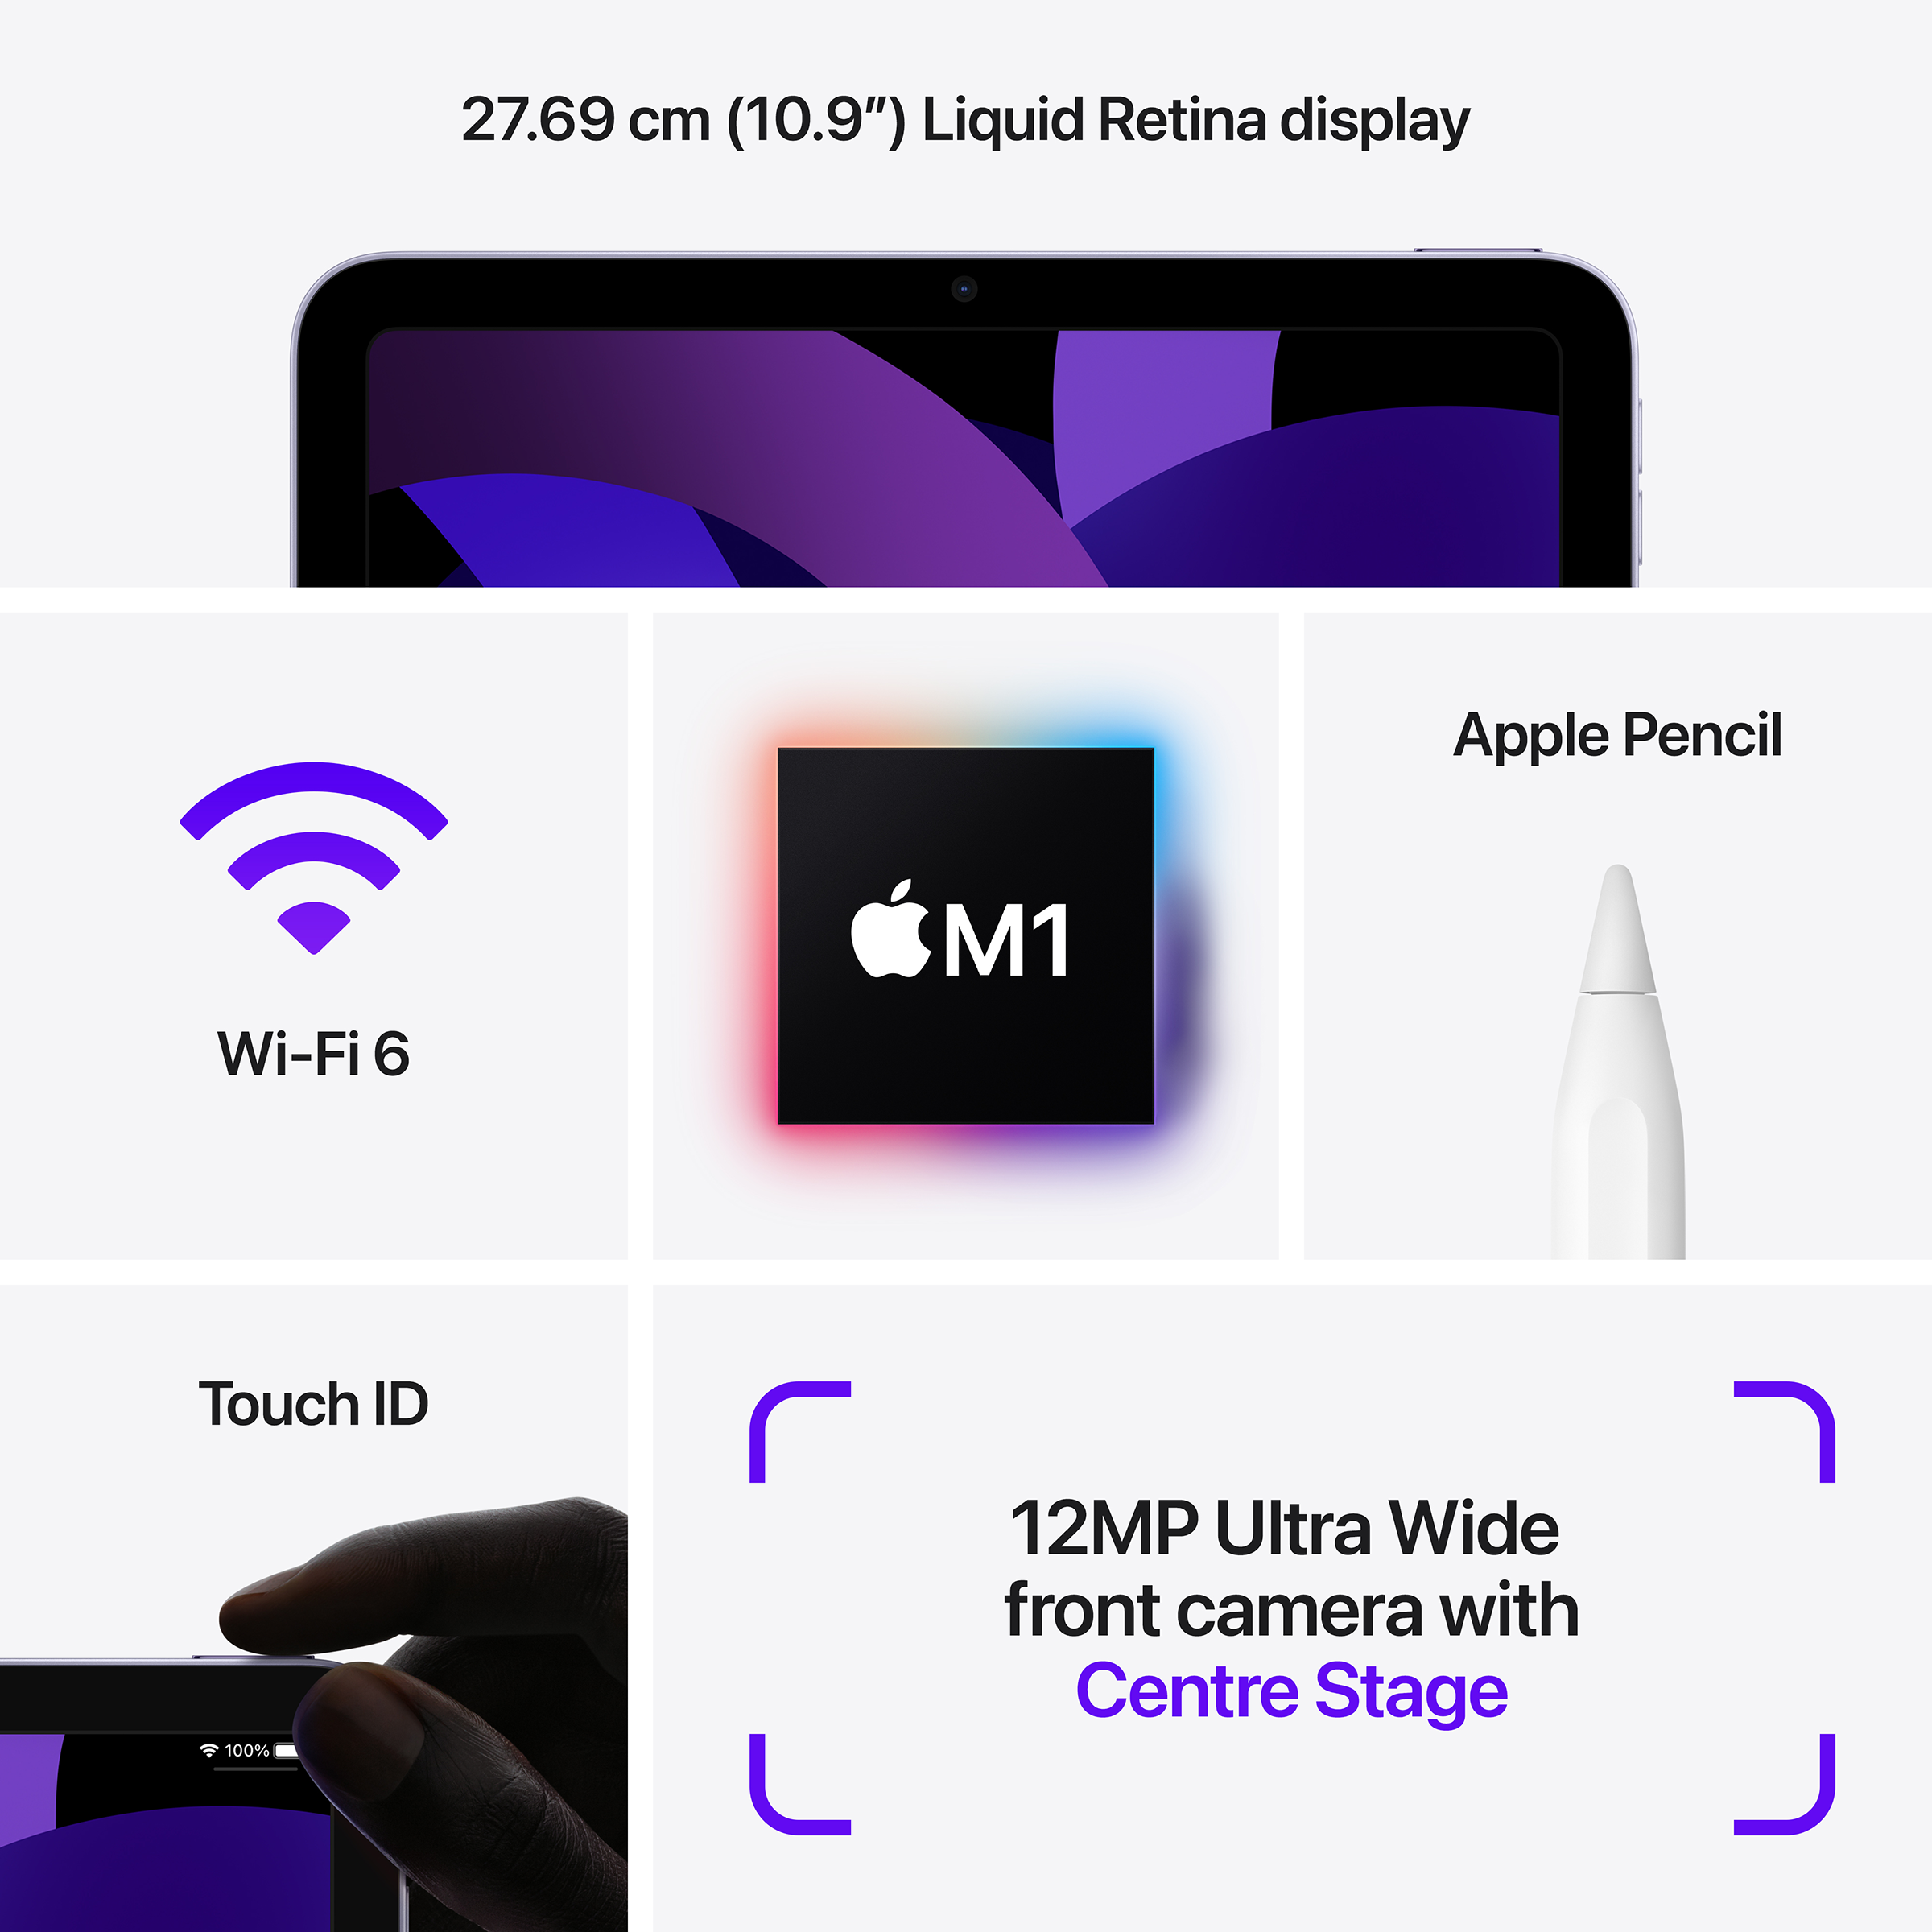 27.69 cm (10.9″) Liquid Retina display
Wi-Fi 6
M1
Apple Pencil
Touch ID
100%
12MP Ultra Wide
front camera with
Centre Stage